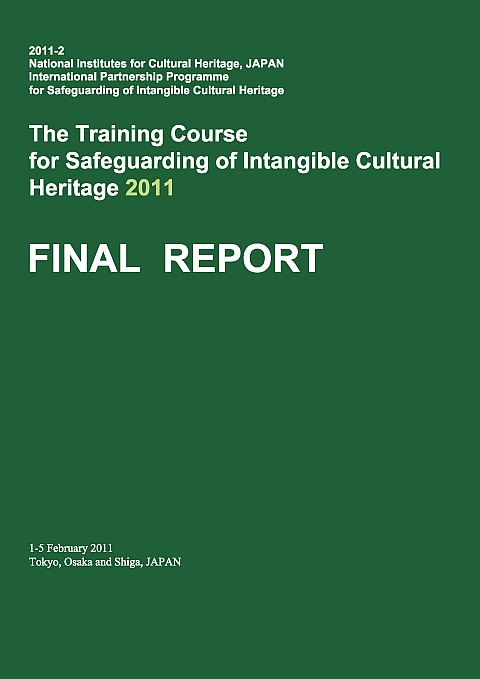 2011-2
National Institutes for Cultural Heritage, JAPAN
International Partnership Programme
for Safeguarding of Intangible Cultural Heritage
The Training Course
for Safeguarding of Intangible Cultural
Heritage 2011
FINAL REPORT
1-5 February 2011
Tokyo, Osaka and Shiga, JAPAN